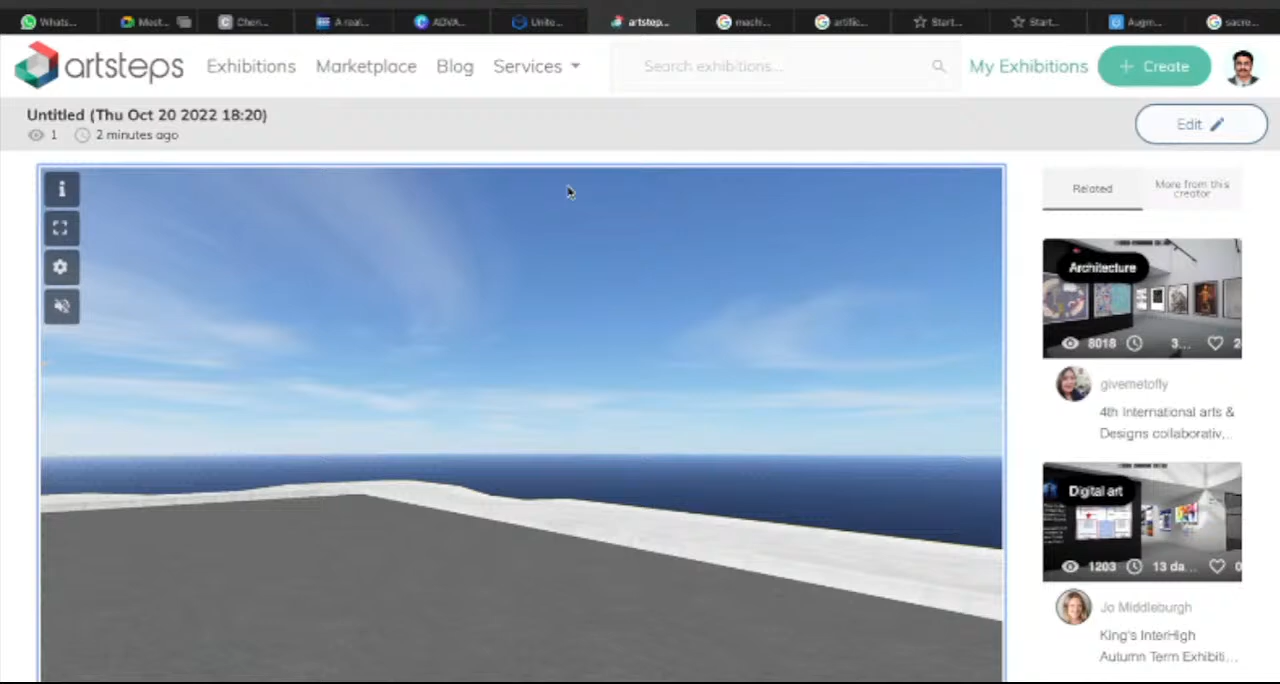 Whats...
Meet...
Chen...
A real...
ADVA...
Unite...
artstep...
machi...
artific...
Start...
Start...
Augm...
sacre...
artsteps
Exhibitions
Marketplace
Blog
Services
Search exhibitions...
My Exhibitions
+ Create
Untitled (Thu Oct 20 2022 18:20)
1
2 minutes ago
Edit
Related
More from this
creator
Architecture
8018
3...
2
givemetofly
4th International arts &
Designs collaborativ...
Digital art
1203
13 da...
0
Jo Middleburgh
King's InterHigh
Autumn Term Exhibiti...